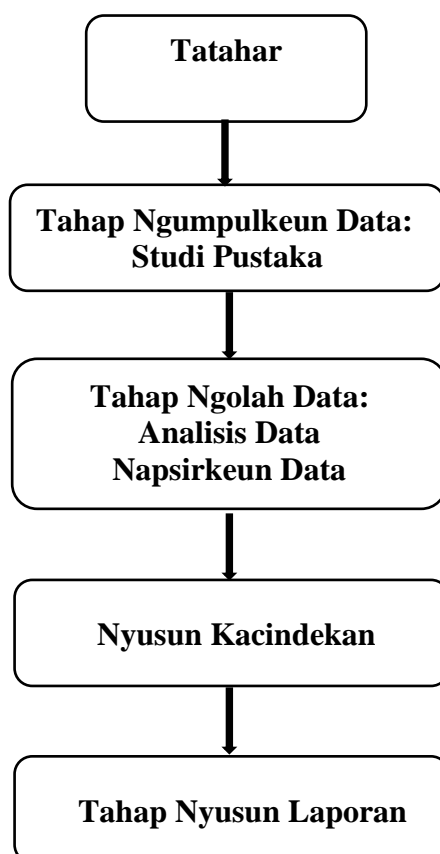 Tatahar
Tahap Ngumpulkeun Data:
Studi Pustaka
Tahap Ngolah Data:
Analisis Data
Napsirkeun Data
Nyusun Kacindekan
Tahap Nyusun Laporan